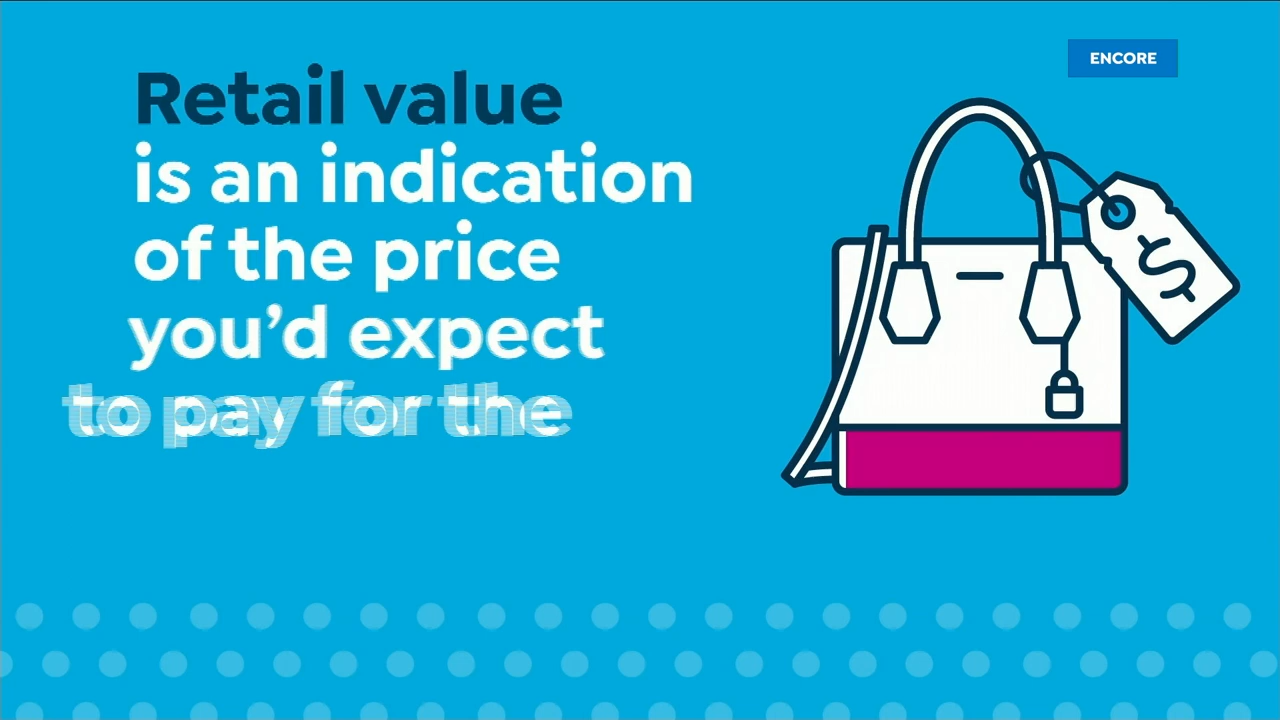 ENCORE
Retail value
is an indication
of the price
you’d expect
to pay for the
$